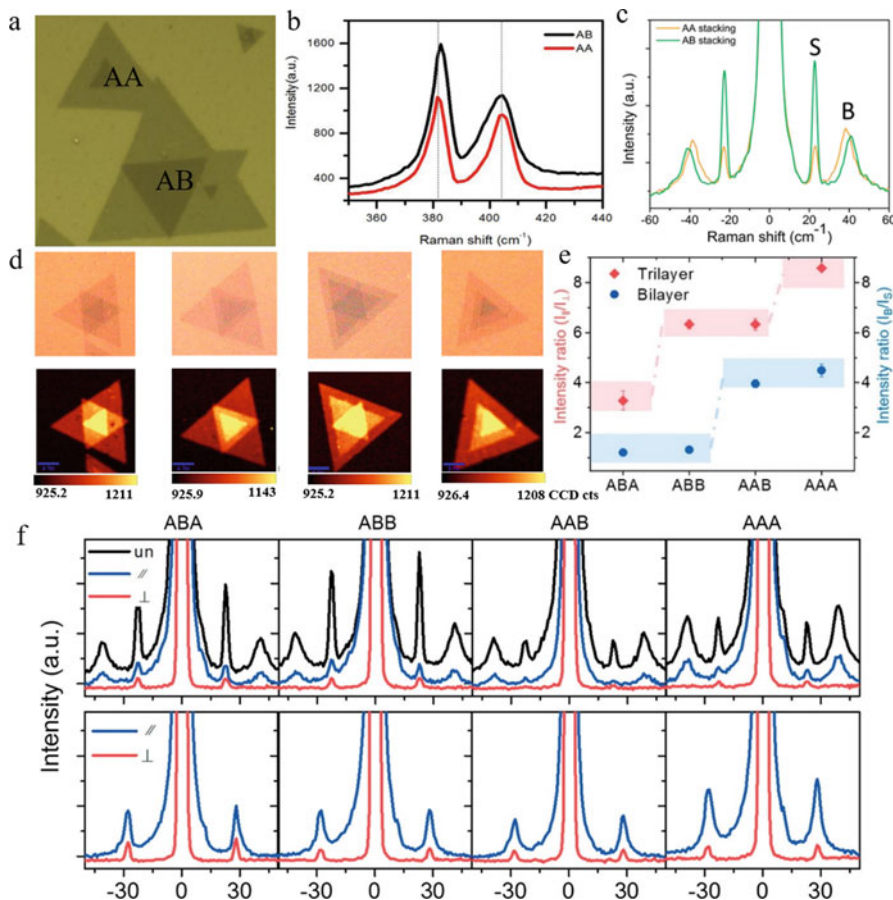 a
AA
AB
b
Intensity(a.u.)
1600
1200
800
400
AB
AA
360 380 400 420 440
Raman shift (cm⁻¹)
c
Intensity (a.u.)
AA stacking
AB stacking
S
B
-60 -40 -20 0 20 40 60
Raman shift (cm⁻¹)
d
925.2 1211
925.9 1143
925.2 1211
926.4 1208 CCD cts
e
Intensity ratio (I∥/I⊥)
8
6
4
2
Trilayer
Bilayer
8
6
4
2
Intensity ratio (I_B/I_S)
ABA ABB AAB AAA
f
ABA ABB AAB AAA
Intensity (a.u.)
un
//
⊥
//
⊥
-30 0 30 -30 0 30 -30 0 30 -30 0 30